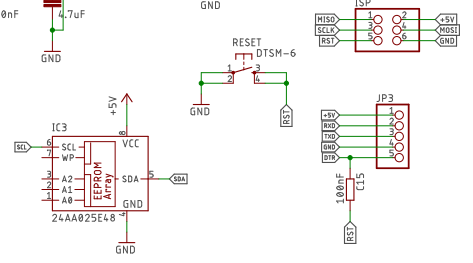 0nF
4.7uF
GND
GND
ISP
MISO 1 2 +5V
SCLK 3 4 MOSI
RST 5 6 GND
RESET
DTSM-6
1 3
2 4
GND
RST
JP3
+5V 1
RXD 2
TXD 3
GND 4
DTR 5
100nF
C15
RST
+5V
IC3
8
VCC
SCL 6 SCL
7 WP
EEPROM
Array
3 A2
2 A1
1 A0
SDA 5 SDA
GND
4
24AA025E48
GND